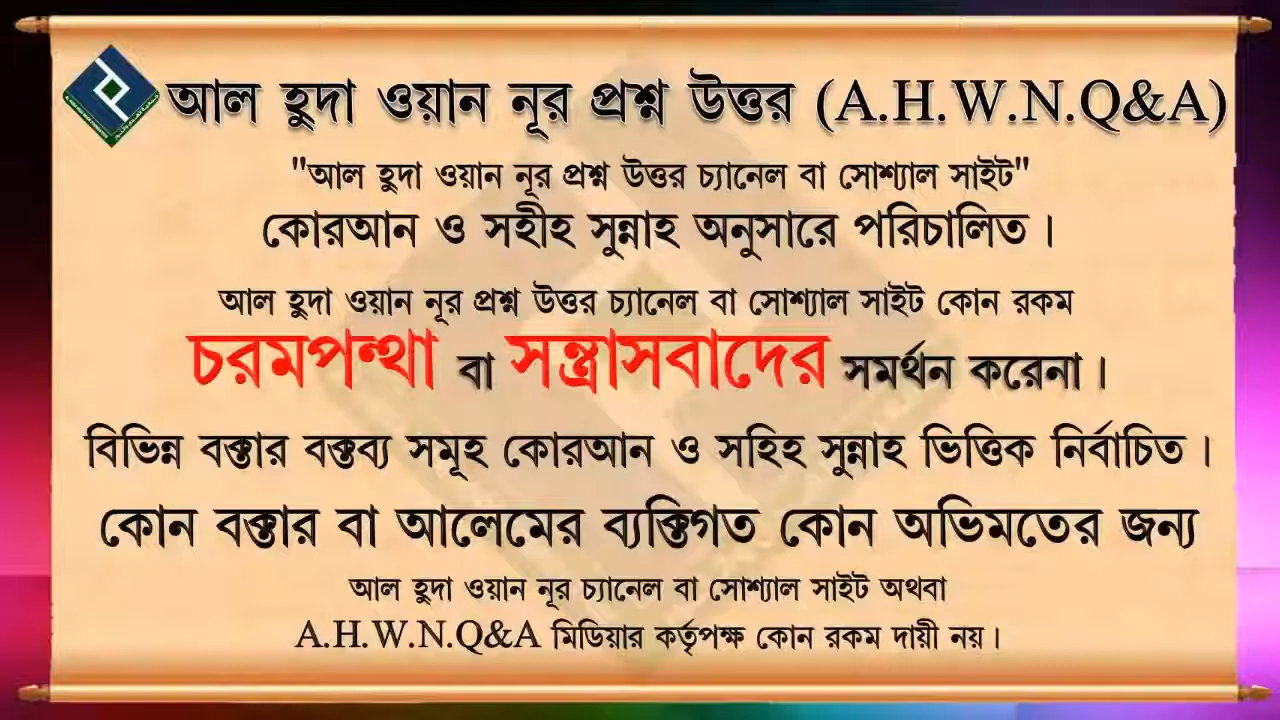 আল হুদা ওয়ান নূর প্রশ্ন উত্তর (A.H.W.N.Q&A)
"আল হুদা ওয়ান নূর প্রশ্ন উত্তর চ্যানেল বা সোশ্যাল সাইট"
কোরআন ও সহীহ সুন্নাহ অনুসারে পরিচালিত।
আল হুদা ওয়ান নূর প্রশ্ন উত্তর চ্যানেল বা সোশ্যাল সাইট কোন রকম
চরমপন্থা বা সন্ত্রাসবাদের সমর্থন করেনা।
বিভিন্ন বক্তার বক্তব্য সমূহ কোরআন ও সহিহ সুন্নাহ ভিত্তিক নির্বাচিত।
কোন বক্তার বা আলেমের ব্যক্তিগত কোন অভিমতের জন্য
আল হুদা ওয়ান নূর চ্যানেল বা সোশ্যাল সাইট অথবা
A.H.W.N.Q&A মিডিয়ার কর্তৃপক্ষ কোন রকম দায়ী নয়।